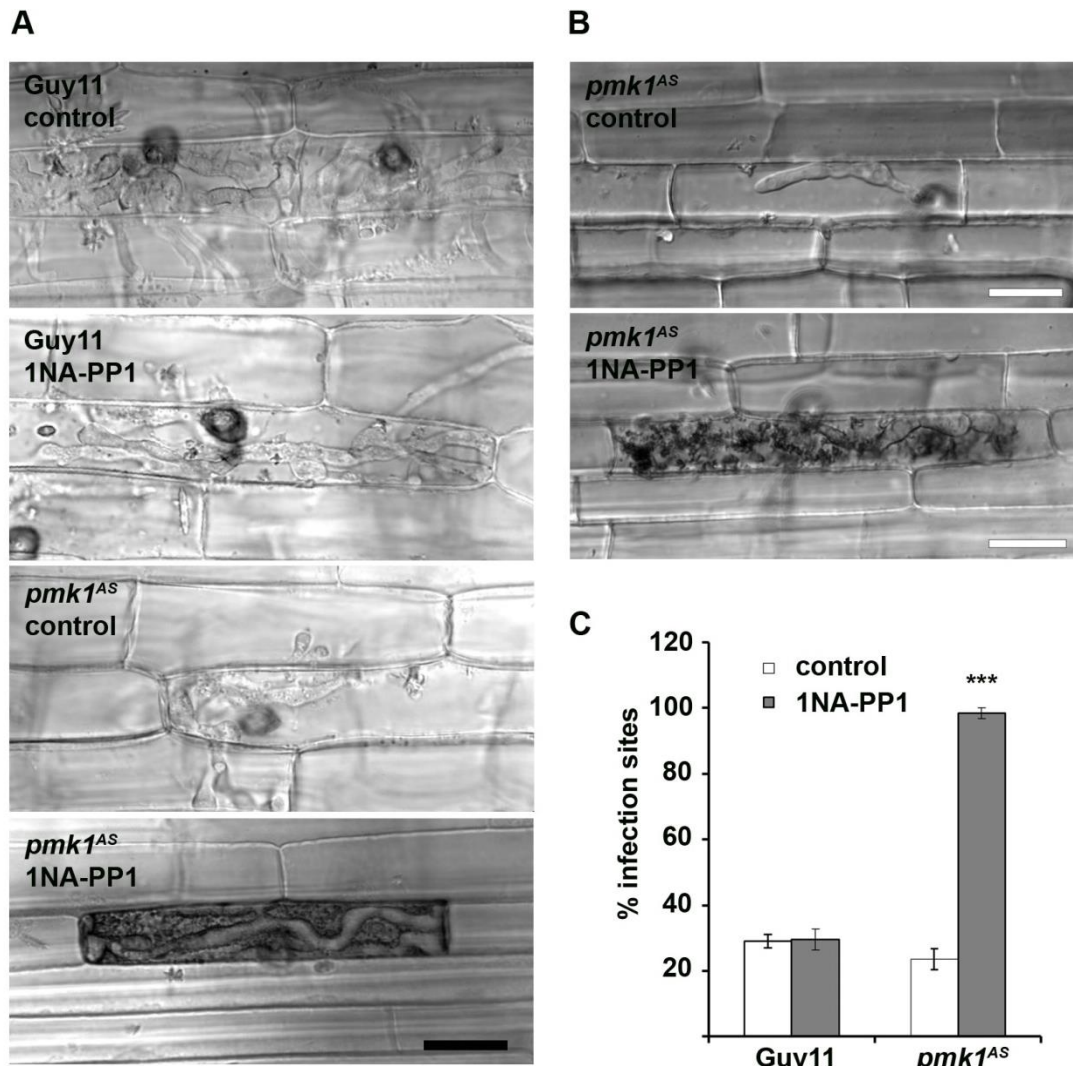 A
Guy11
control
Guy11
1NA-PP1
pmk1AS
control
pmk1AS
1NA-PP1
B
pmk1AS
control
pmk1AS
1NA-PP1
C
120
100
80
60
40
20
% infection sites
control
1NA-PP1
***
Guy11
pmk1AS